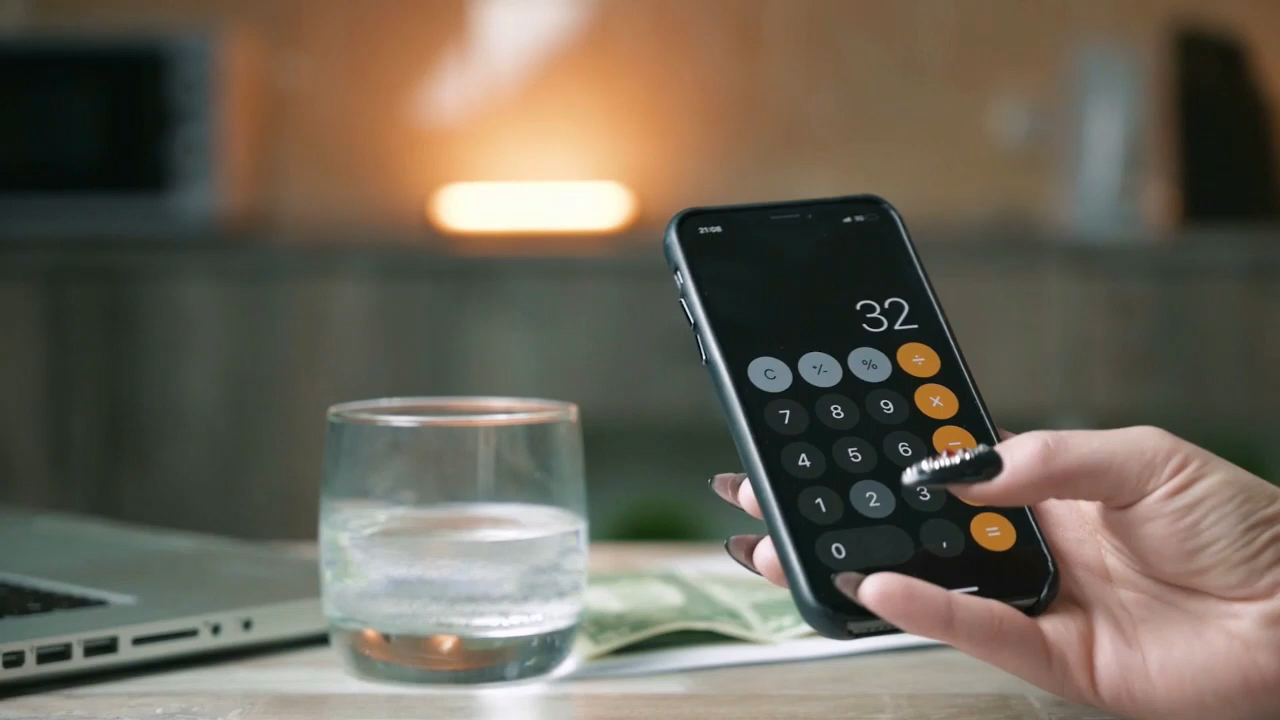 21:06
32
C +/- % ÷
7 8 9 ×
4 5 6 −
1 2 3
0 , =